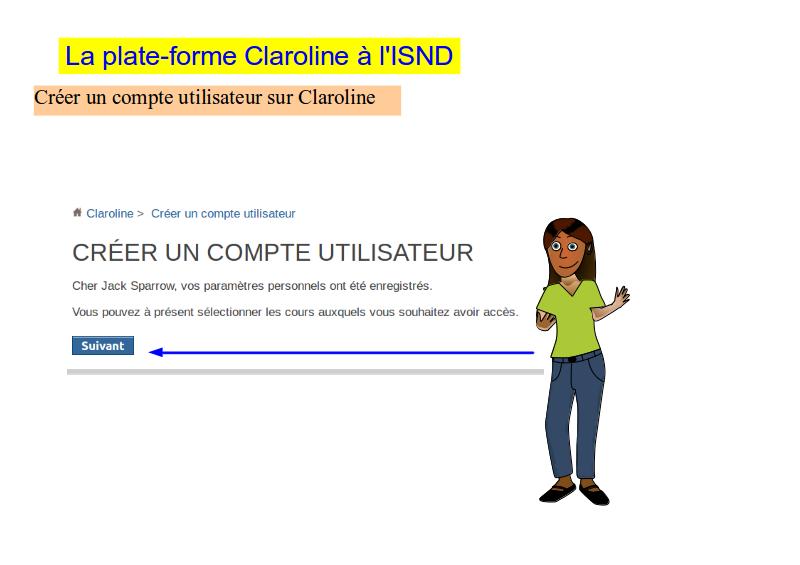 La plate-forme Claroline à l'ISND
Créer un compte utilisateur sur Claroline
Claroline > Créer un compte utilisateur
CRÉER UN COMPTE UTILISATEUR
Cher Jack Sparrow, vos paramètres personnels ont été enregistrés.
Vous pouvez à présent sélectionner les cours auxquels vous souhaitez avoir accès.
Suivant